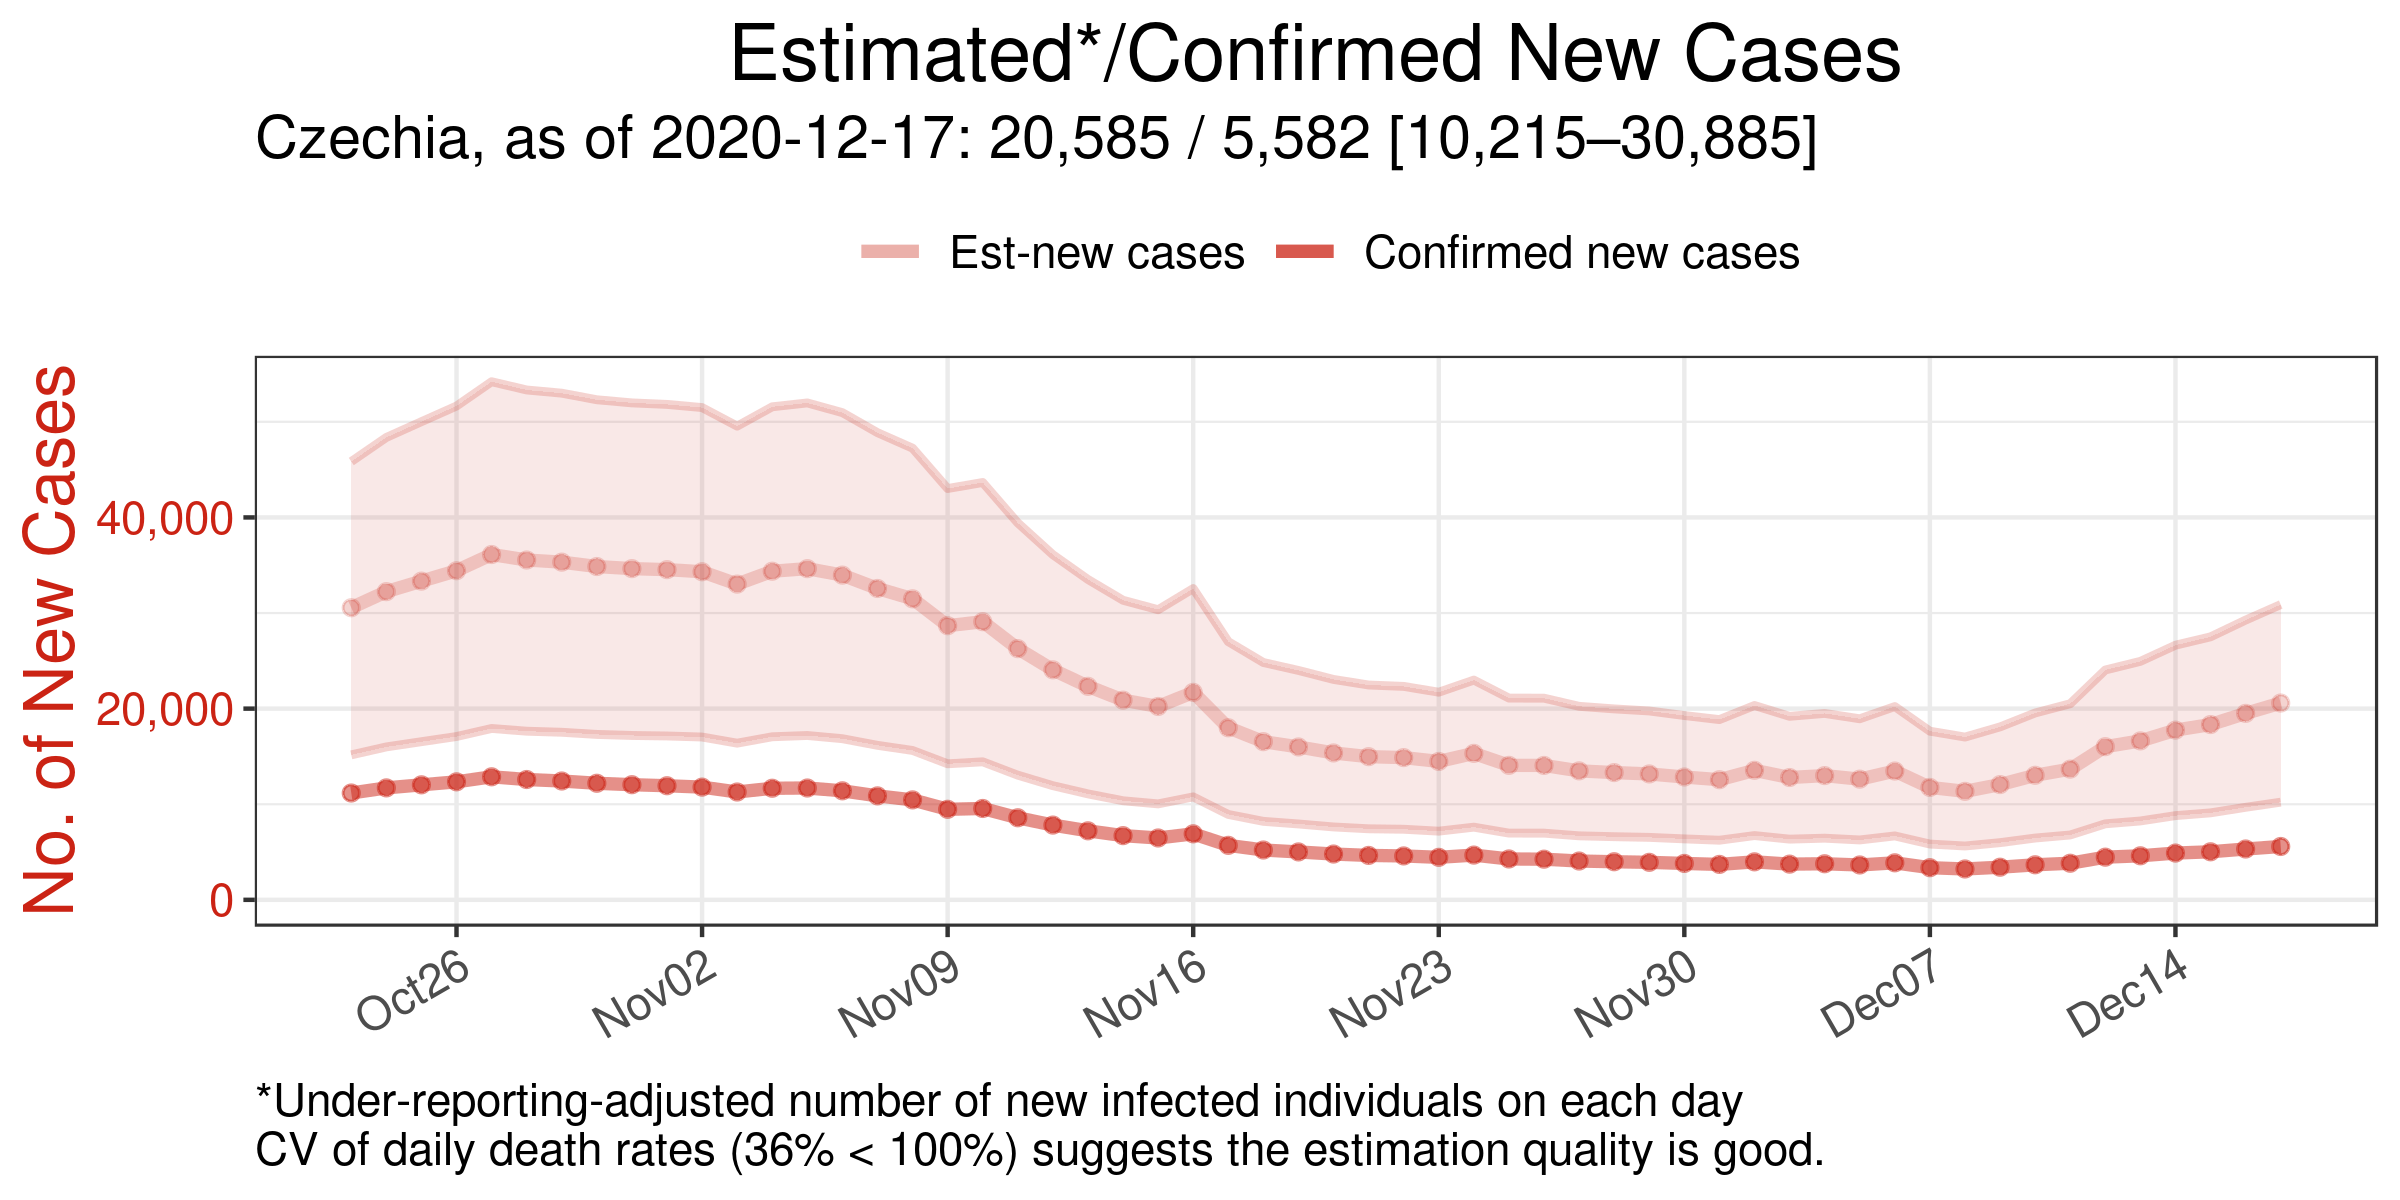 Estimated*/Confirmed New Cases
Czechia, as of 2020-12-17: 20,585 / 5,582 [10,215–30,885]
Est-new cases Confirmed new cases
No. of New Cases
40,000
20,000
0
Oct26 Nov02 Nov09 Nov16 Nov23 Nov30 Dec07 Dec14
*Under-reporting-adjusted number of new infected individuals on each day
CV of daily death rates (36% < 100%) suggests the estimation quality is good.